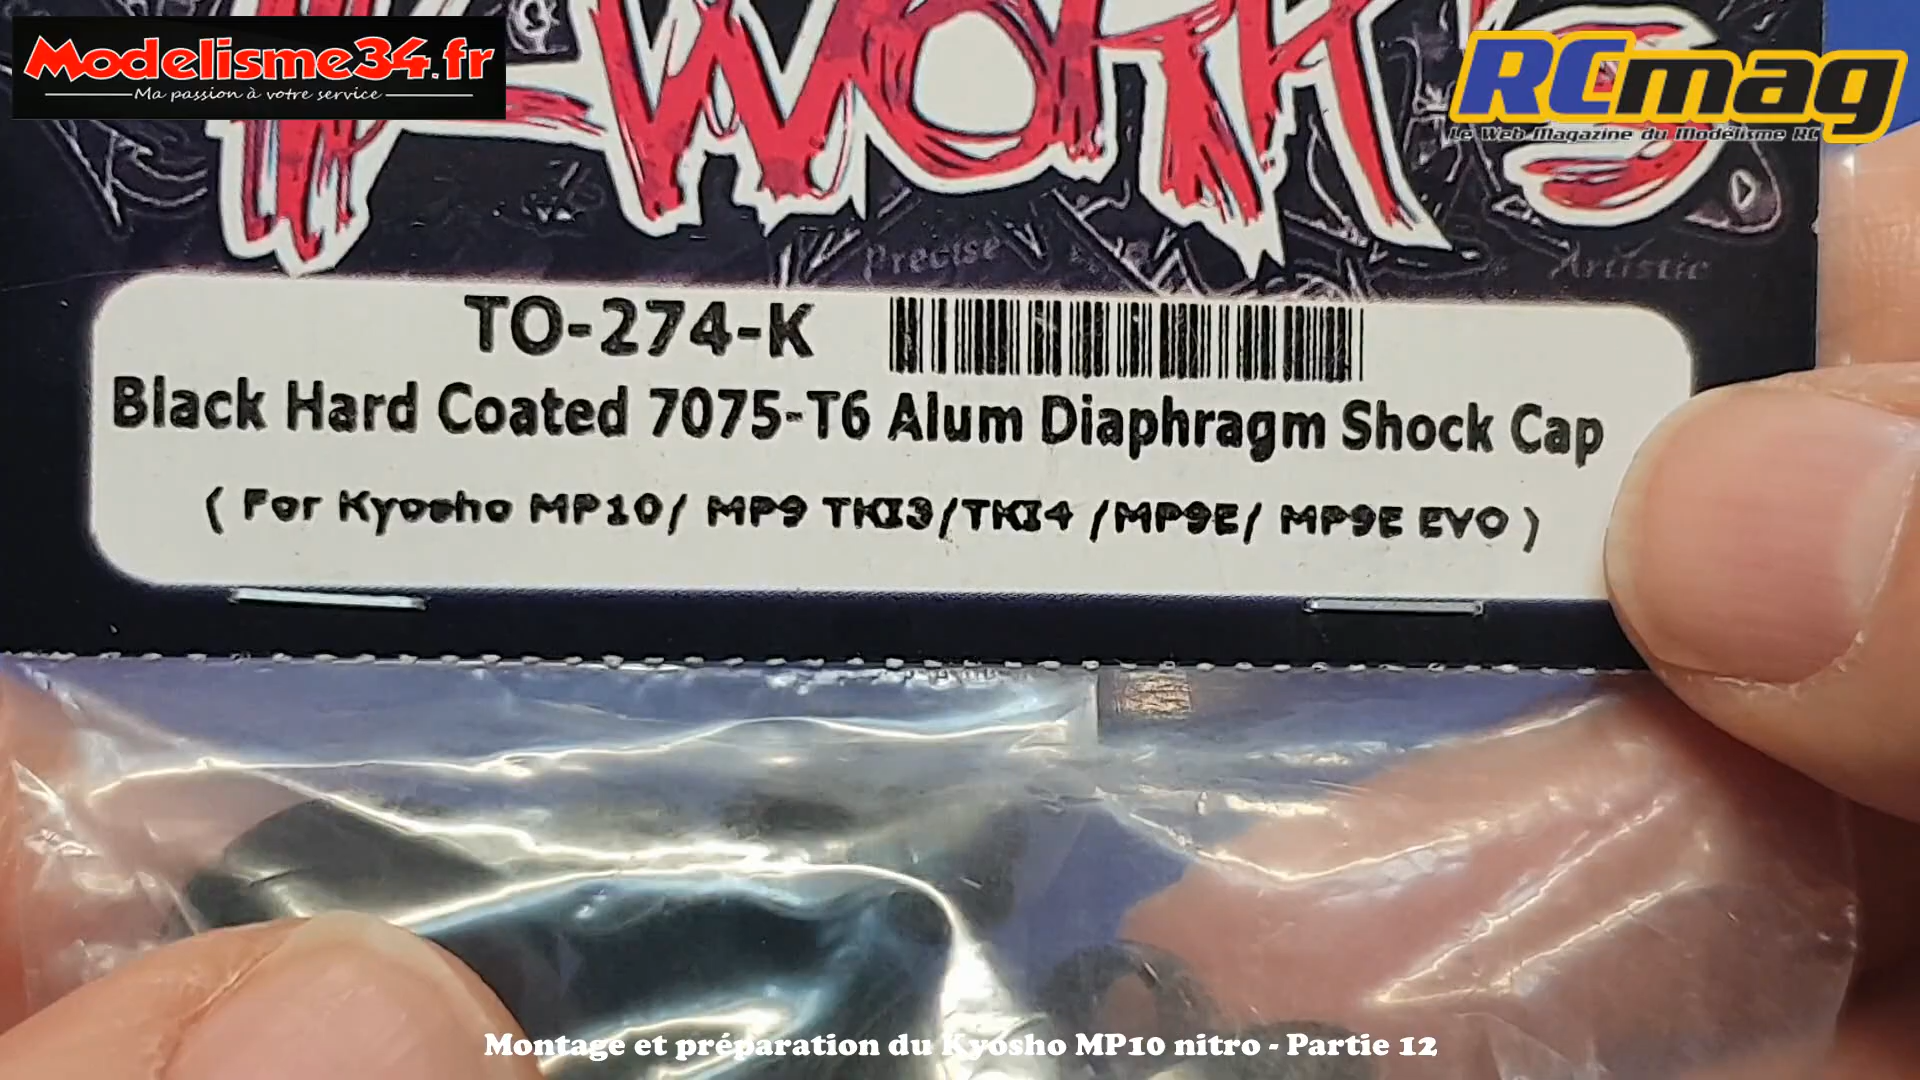 Modelisme34.fr
Ma passion à votre service
RCmag
Le Web Magazine du Modélisme RC
WORK'S
Precise
Artistic
TO-274-K
Black Hard Coated 7075-T6 Alum Diaphragm Shock Cap
( For Kyosho MP10/ MP9 TKI3/TKI4 /MP9E/ MP9E EVO )
Montage et préparation du Kyosho MP10 nitro - Partie 12